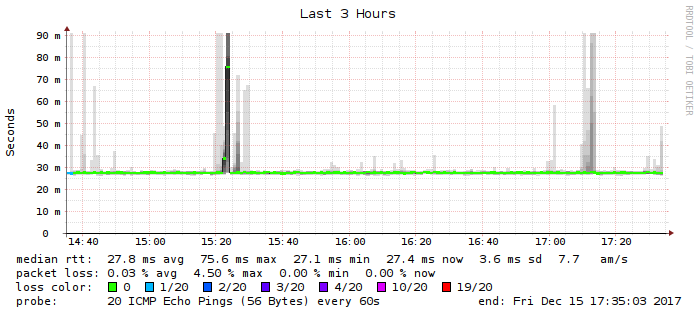 Last 3 Hours
RRDTOOL / TOBI OETIKER
Seconds
90 m
80 m
70 m
60 m
50 m
40 m
30 m
20 m
10 m
0
14:40 15:00 15:20 15:40 16:00 16:20 16:40 17:00 17:20
median rtt: 27.8 ms avg 75.6 ms max 27.1 ms min 27.4 ms now 3.6 ms sd 7.7 am/s
packet loss: 0.03 % avg 4.50 % max 0.00 % min 0.00 % now
loss color: 0 1/20 2/20 3/20 4/20 10/20 19/20
probe: 20 ICMP Echo Pings (56 Bytes) every 60s end: Fri Dec 15 17:35:03 2017